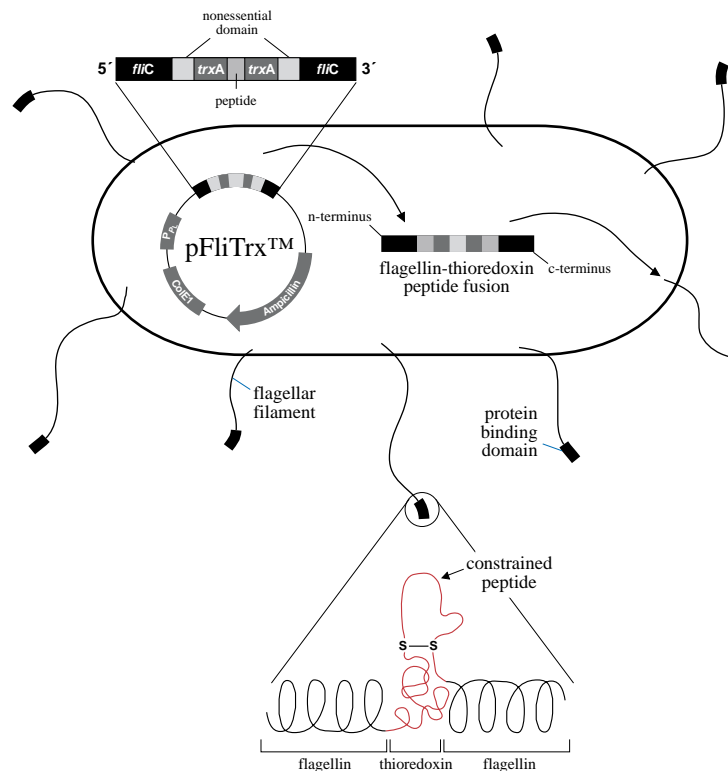 nonessential
domain
5´ fliC trxA trxA fliC 3´
peptide
n-terminus
PPL
pFliTrx™
ColE1
Ampicillin
c-terminus
flagellin-thioredoxin
peptide fusion
flagellar
filament
protein
binding
domain
constrained
peptide
S S
flagellin thioredoxin flagellin